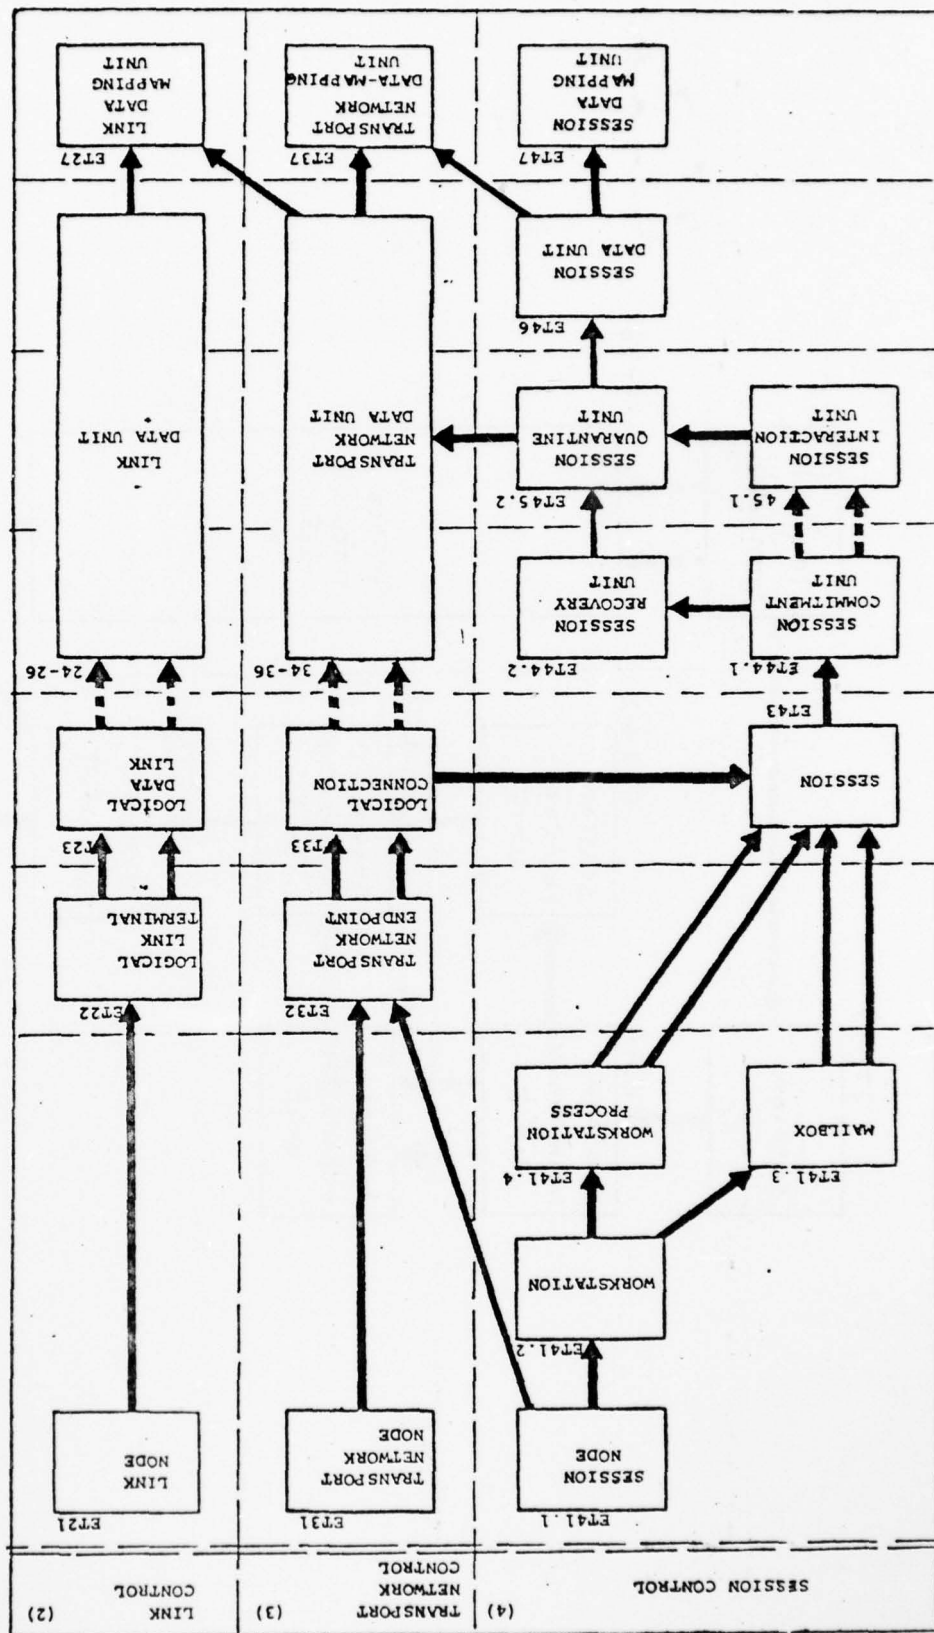 SESSION CONTROL
(4)
TRANSPORT
NETWORK
CONTROL
(3)
LINK
CONTROL
(2)
ET41.1
SESSION
NODE
ET31
TRANSPORT
NETWORK
NODE
ET21
LINK
NODE
ET41.2
WORKSTATION
ET41.3
MAILBOX
ET41.4
WORKSTATION
PROCESS
ET32
TRANSPORT
NETWORK
ENDPOINT
ET22
LOGICAL
LINK
TERMINAL
SESSION
ET43
ET33
LOGICAL
CONNECTION
ET23
LOGICAL
DATA
LINK
ET44.1
SESSION
COMMITMENT
UNIT
ET44.2
SESSION
RECOVERY
UNIT
34-36
TRANSPORT
NETWORK
DATA UNIT
24-26
LINK
DATA UNIT
45.1
SESSION
INTERACTION
UNIT
ET45.2
SESSION
QUARANTINE
UNIT
ET46
SESSION
DATA UNIT
ET47
SESSION
DATA
MAPPING
UNIT
ET37
TRANSPORT
NETWORK
DATA-MAPPING
UNIT
ET27
LINK
DATA
MAPPING
UNIT